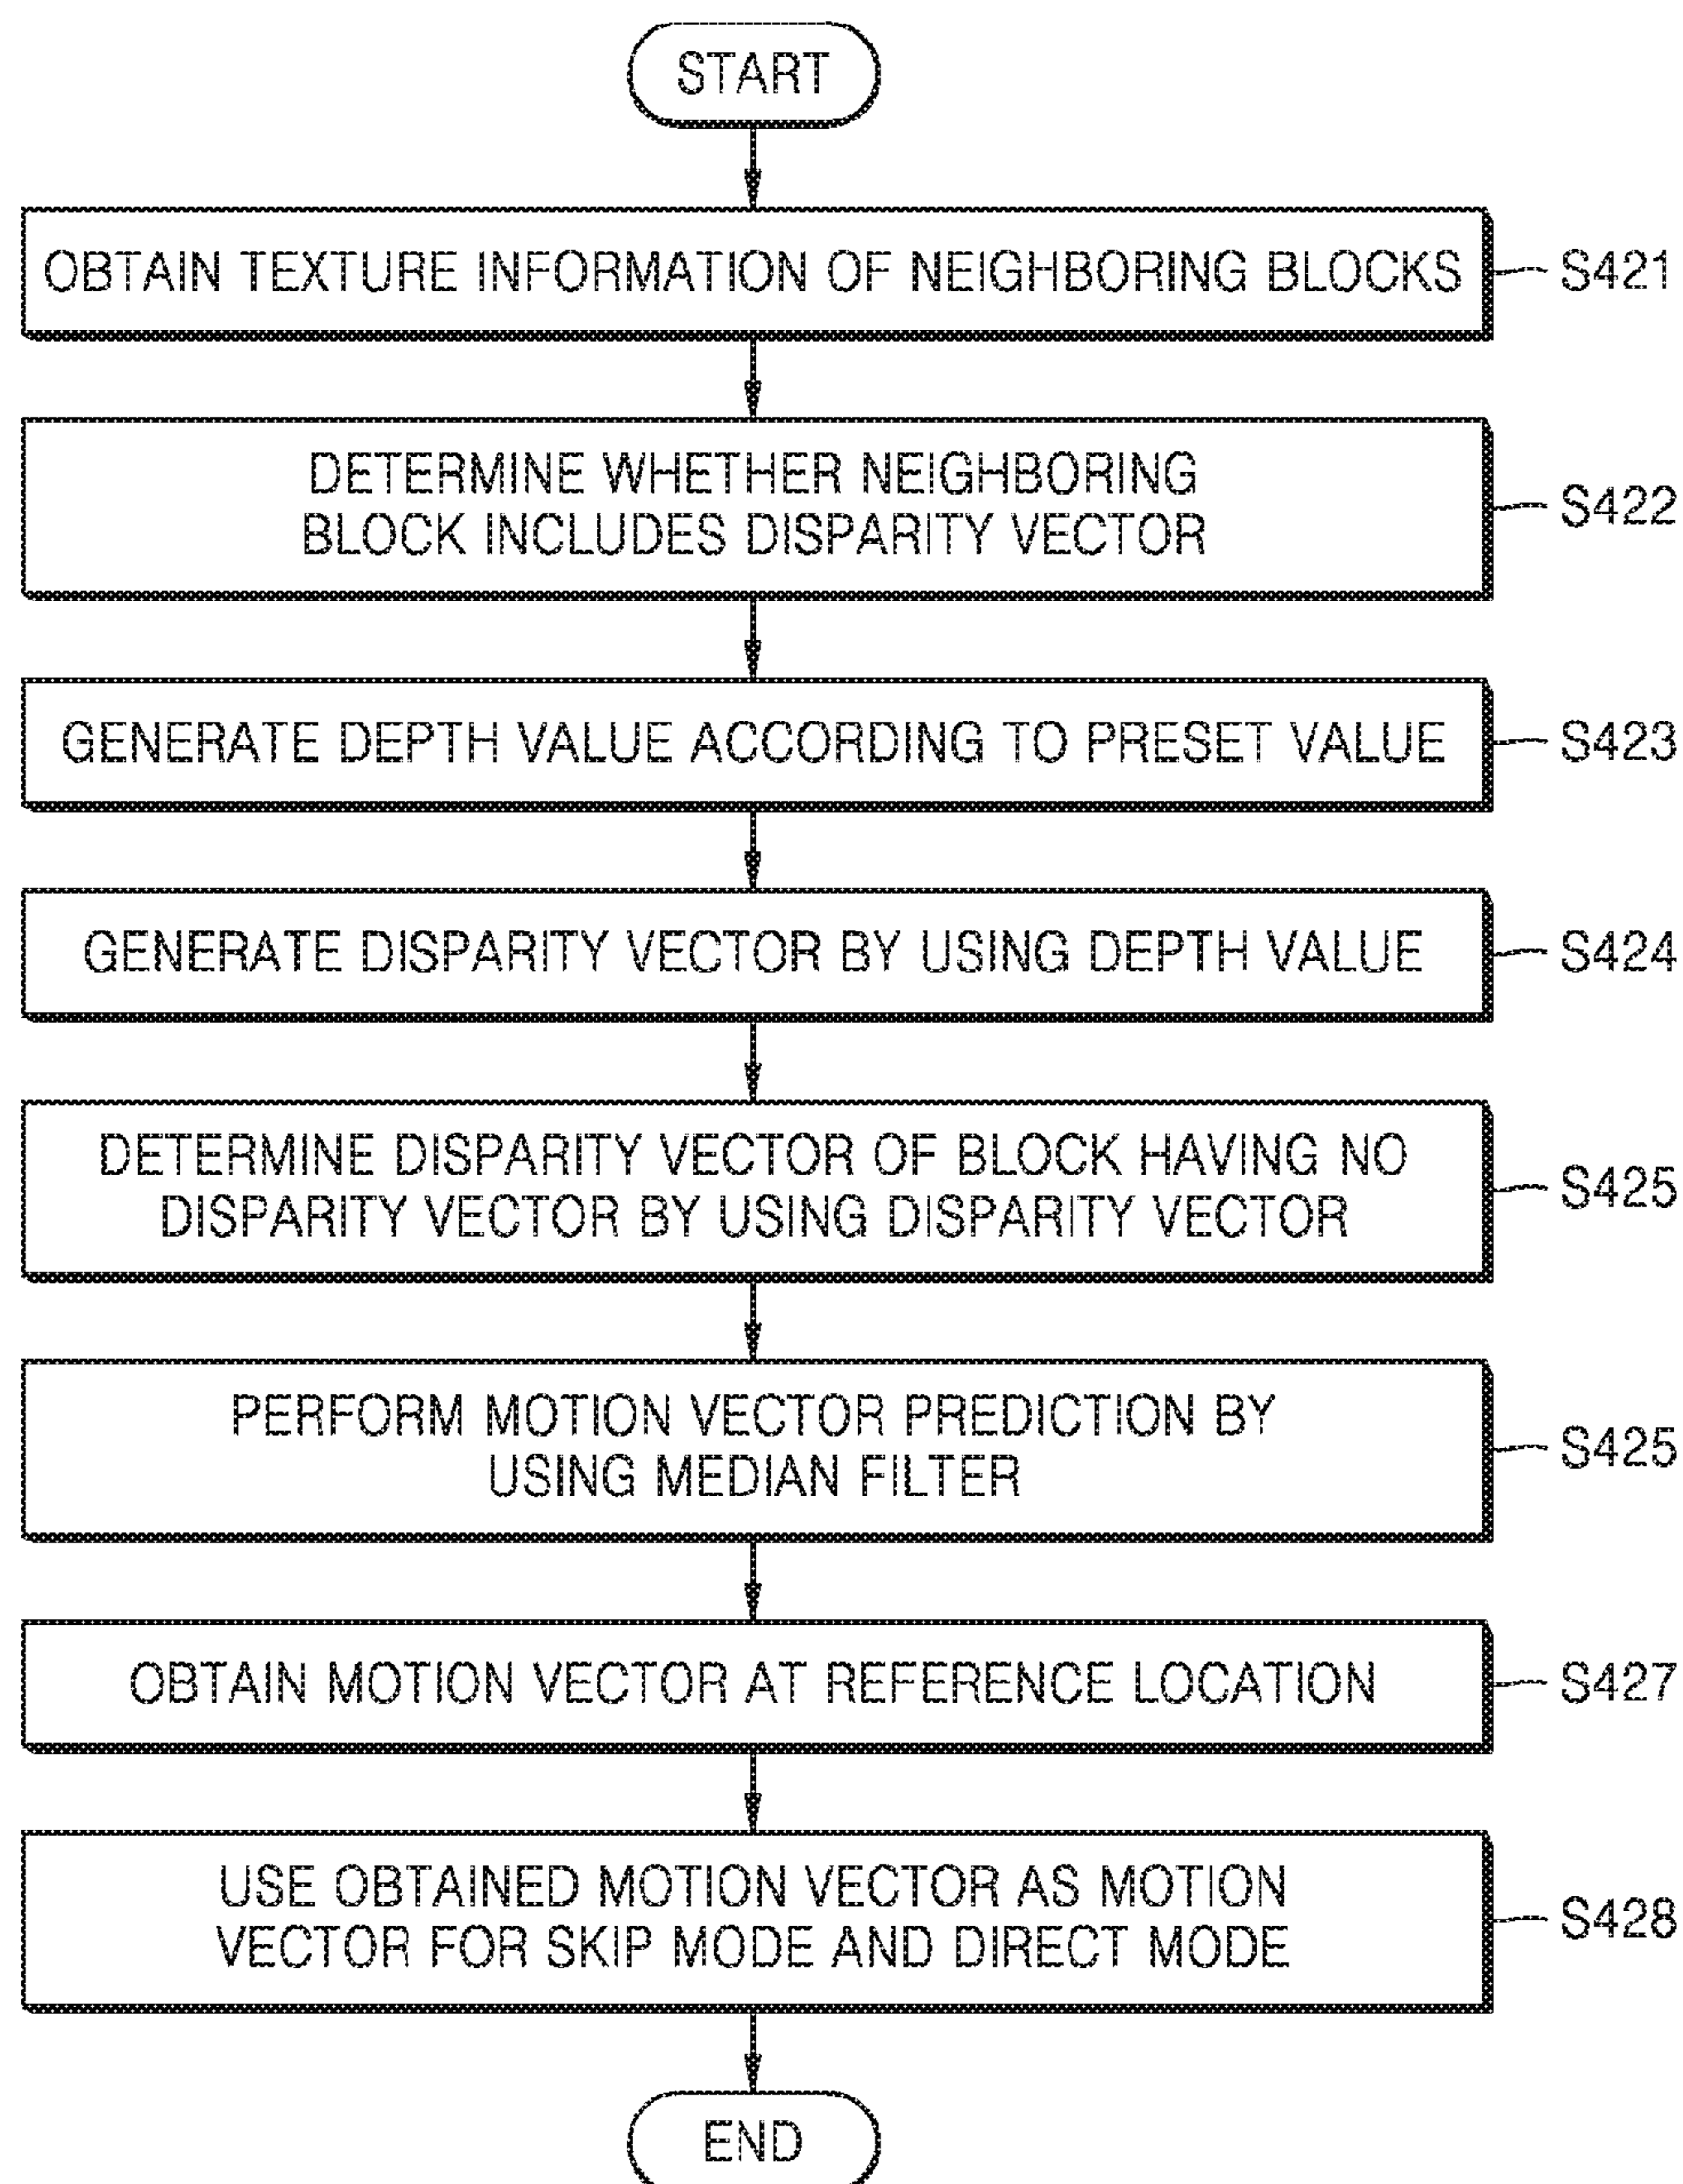 START
OBTAIN TEXTURE INFORMATION OF NEIGHBORING BLOCKS
S421
DETERMINE WHETHER NEIGHBORING
BLOCK INCLUDES DISPARITY VECTOR
S422
GENERATE DEPTH VALUE ACCORDING TO PRESET VALUE
S423
GENERATE DISPARITY VECTOR BY USING DEPTH VALUE
S424
DETERMINE DISPARITY VECTOR OF BLOCK HAVING NO
DISPARITY VECTOR BY USING DISPARITY VECTOR
S425
PERFORM MOTION VECTOR PREDICTION BY
USING MEDIAN FILTER
S425
OBTAIN MOTION VECTOR AT REFERENCE LOCATION
S427
USE OBTAINED MOTION VECTOR AS MOTION
VECTOR FOR SKIP MODE AND DIRECT MODE
S428
END